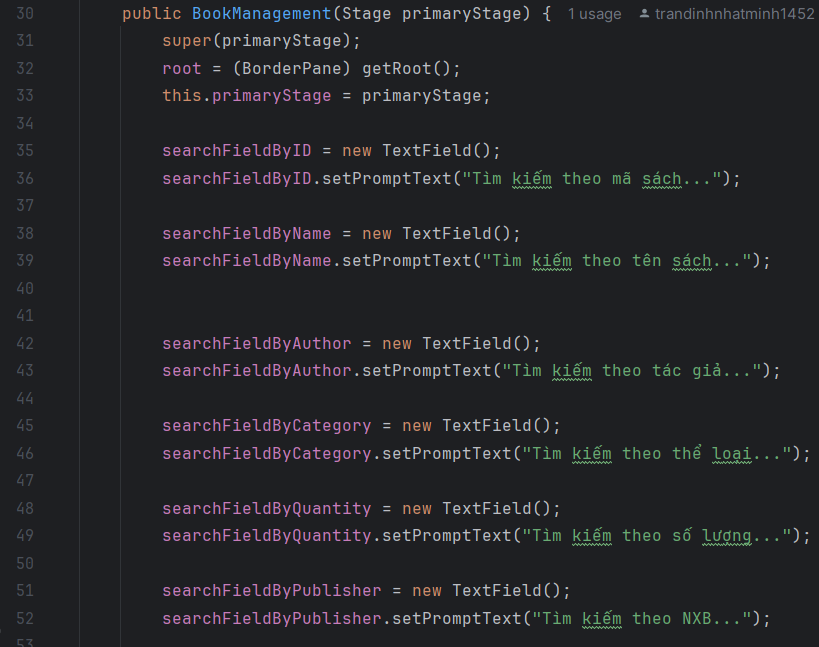 30 public BookManagement(Stage primaryStage) { 1 usage trandinhnhatminh1452
31 super(primaryStage);
32 root = (BorderPane) getRoot();
33 this.primaryStage = primaryStage;
34
35 searchFieldByID = new TextField();
36 searchFieldByID.setPromptText("Tìm kiếm theo mã sách...");
37
38 searchFieldByName = new TextField();
39 searchFieldByName.setPromptText("Tìm kiếm theo tên sách...");
40
41
42 searchFieldByAuthor = new TextField();
43 searchFieldByAuthor.setPromptText("Tìm kiếm theo tác giả...");
44
45 searchFieldByCategory = new TextField();
46 searchFieldByCategory.setPromptText("Tìm kiếm theo thể loại...");
47
48 searchFieldByQuantity = new TextField();
49 searchFieldByQuantity.setPromptText("Tìm kiếm theo số lượng...");
50
51 searchFieldByPublisher = new TextField();
52 searchFieldByPublisher.setPromptText("Tìm kiếm theo NXB...");
53